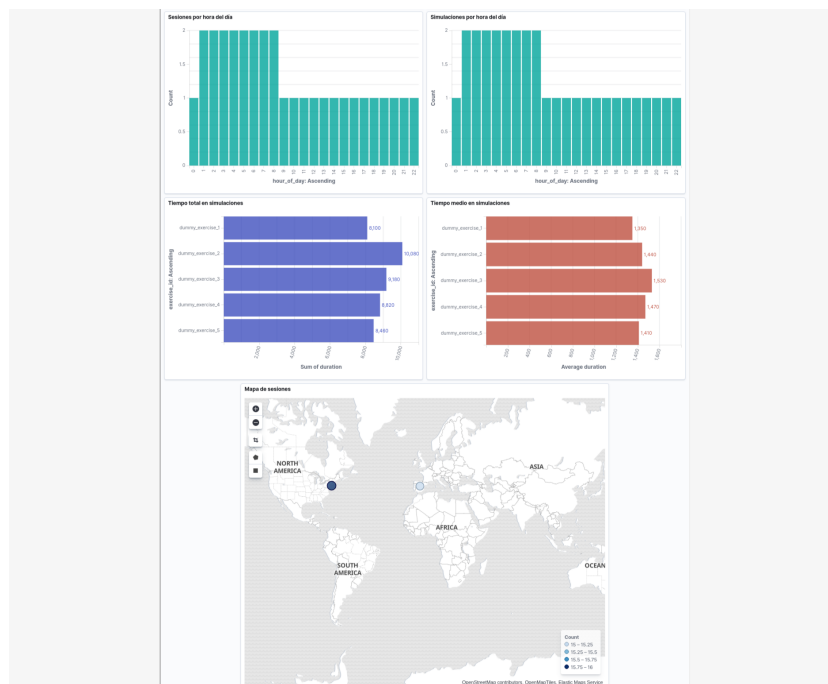 Sesiones por hora del día
2
1.5
1
0.5
0
Count
0 1 2 3 4 5 6 7 8 9 10 11 12 13 14 15 16 17 18 19 20 21 22
hour_of_day: Ascending
Simulaciones por hora del día
2
1.5
1
0.5
0
Count
0 1 2 3 4 5 6 7 8 9 10 11 12 13 14 15 16 17 18 19 20 21 22
hour_of_day: Ascending
Tiempo total en simulaciones
exercise_id: Ascending
dummy_exercise_1 8,100
dummy_exercise_2 10,080
dummy_exercise_3 9,180
dummy_exercise_4 8,820
dummy_exercise_5 8,460
2,000 4,000 6,000 8,000 10,000
Sum of duration
Tiempo medio en simulaciones
exercise_id: Ascending
dummy_exercise_1 1,350
dummy_exercise_2 1,440
dummy_exercise_3 1,530
dummy_exercise_4 1,470
dummy_exercise_5 1,410
200 400 600 800 1,000 1,200 1,400 1,600
Average duration
Mapa de sesiones
NORTH
AMERICA
ASIA
AFRICA
SOUTH
AMERICA
OCEAN
Count
15 – 15.25
15.25 – 15.5
15.5 – 15.75
15.75 – 16
OpenStreetMap contributors, OpenMapTiles, Elastic Maps Service